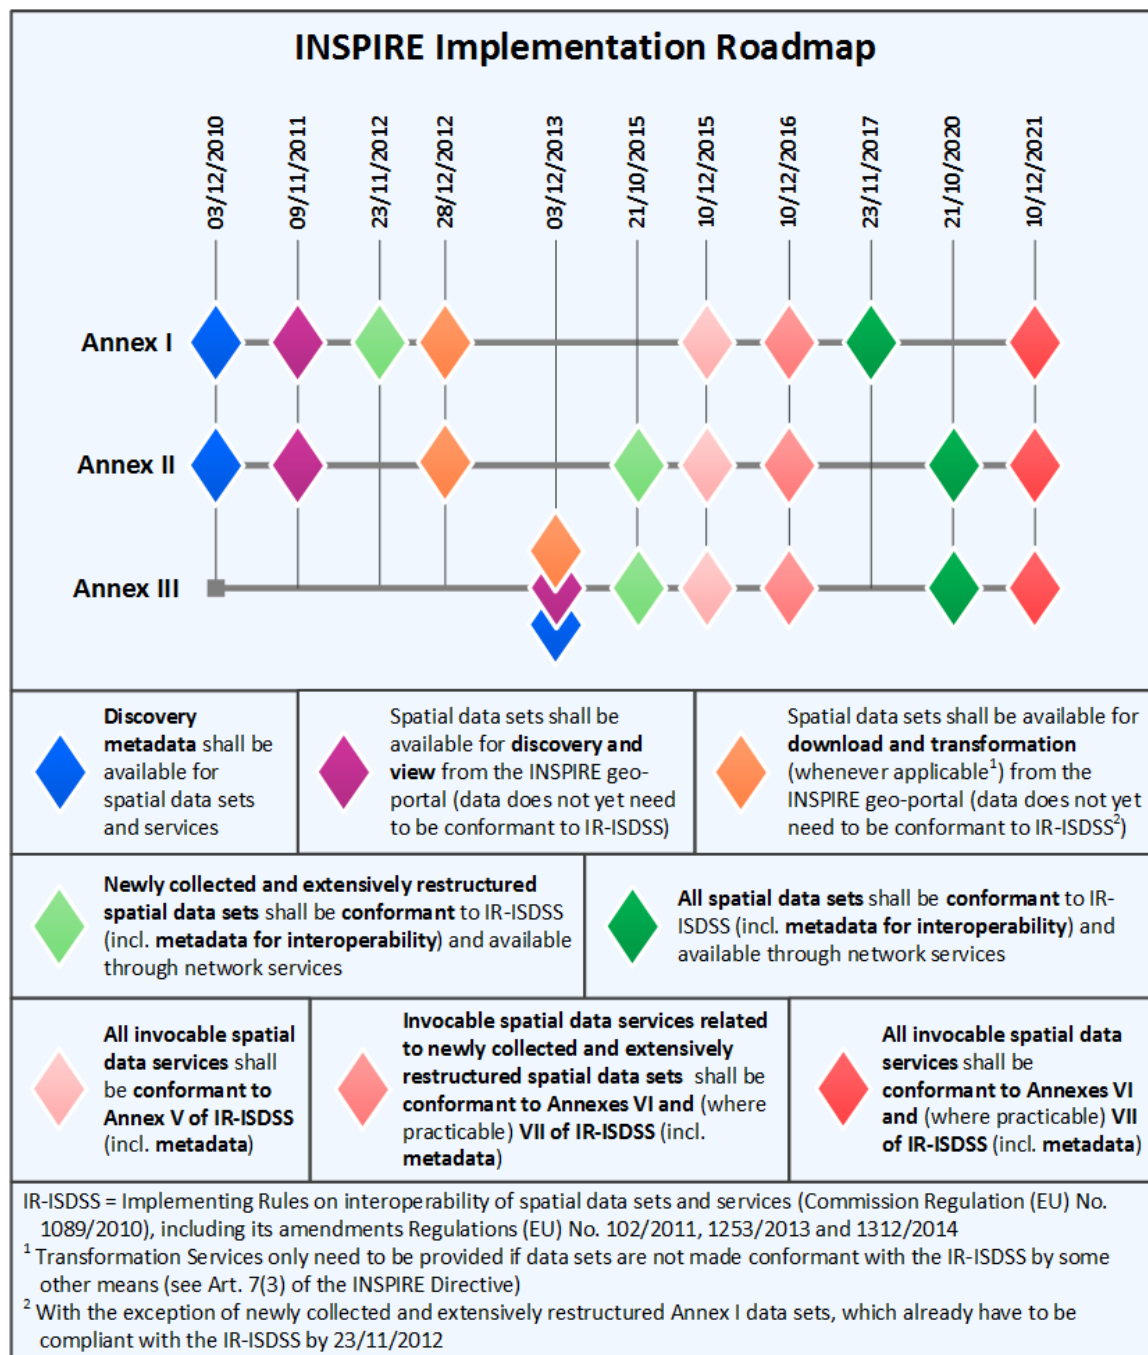 INSPIRE Implementation Roadmap
03/12/2010
09/11/2011
23/11/2012
28/12/2012
03/12/2013
21/10/2015
10/12/2015
10/12/2016
23/11/2017
21/10/2020
10/12/2021
Annex I
Annex II
Annex III
Discovery
metadata shall be
available for
spatial data sets
and services
Spatial data sets shall be
available for discovery and
view from the INSPIRE geo-
portal (data does not yet need
to be conformant to IR-ISDSS)
Spatial data sets shall be available for
download and transformation
(whenever applicable¹) from the
INSPIRE geo-portal (data does not yet
need to be conformant to IR-ISDSS²)
Newly collected and extensively restructured
spatial data sets shall be conformant to IR-ISDSS
(incl. metadata for interoperability) and available
through network services
All spatial data sets shall be conformant to IR-
ISDSS (incl. metadata for interoperability) and
available through network services
All invocable spatial
data services shall
be conformant to
Annex V of IR-ISDSS
(incl. metadata)
Invocable spatial data services related
to newly collected and extensively
restructured spatial data sets shall be
conformant to Annexes VI and (where
practicable) VII of IR-ISDSS (incl.
metadata)
All invocable spatial data
services shall be
conformant to Annexes VI
and (where practicable) VII
of IR-ISDSS (incl. metadata)
IR-ISDSS = Implementing Rules on interoperability of spatial data sets and services (Commission Regulation (EU) No.
1089/2010), including its amendments Regulations (EU) No. 102/2011, 1253/2013 and 1312/2014
¹ Transformation Services only need to be provided if data sets are not made conformant with the IR-ISDSS by some
other means (see Art. 7(3) of the INSPIRE Directive)
² With the exception of newly collected and extensively restructured Annex I data sets, which already have to be
compliant with the IR-ISDSS by 23/11/2012